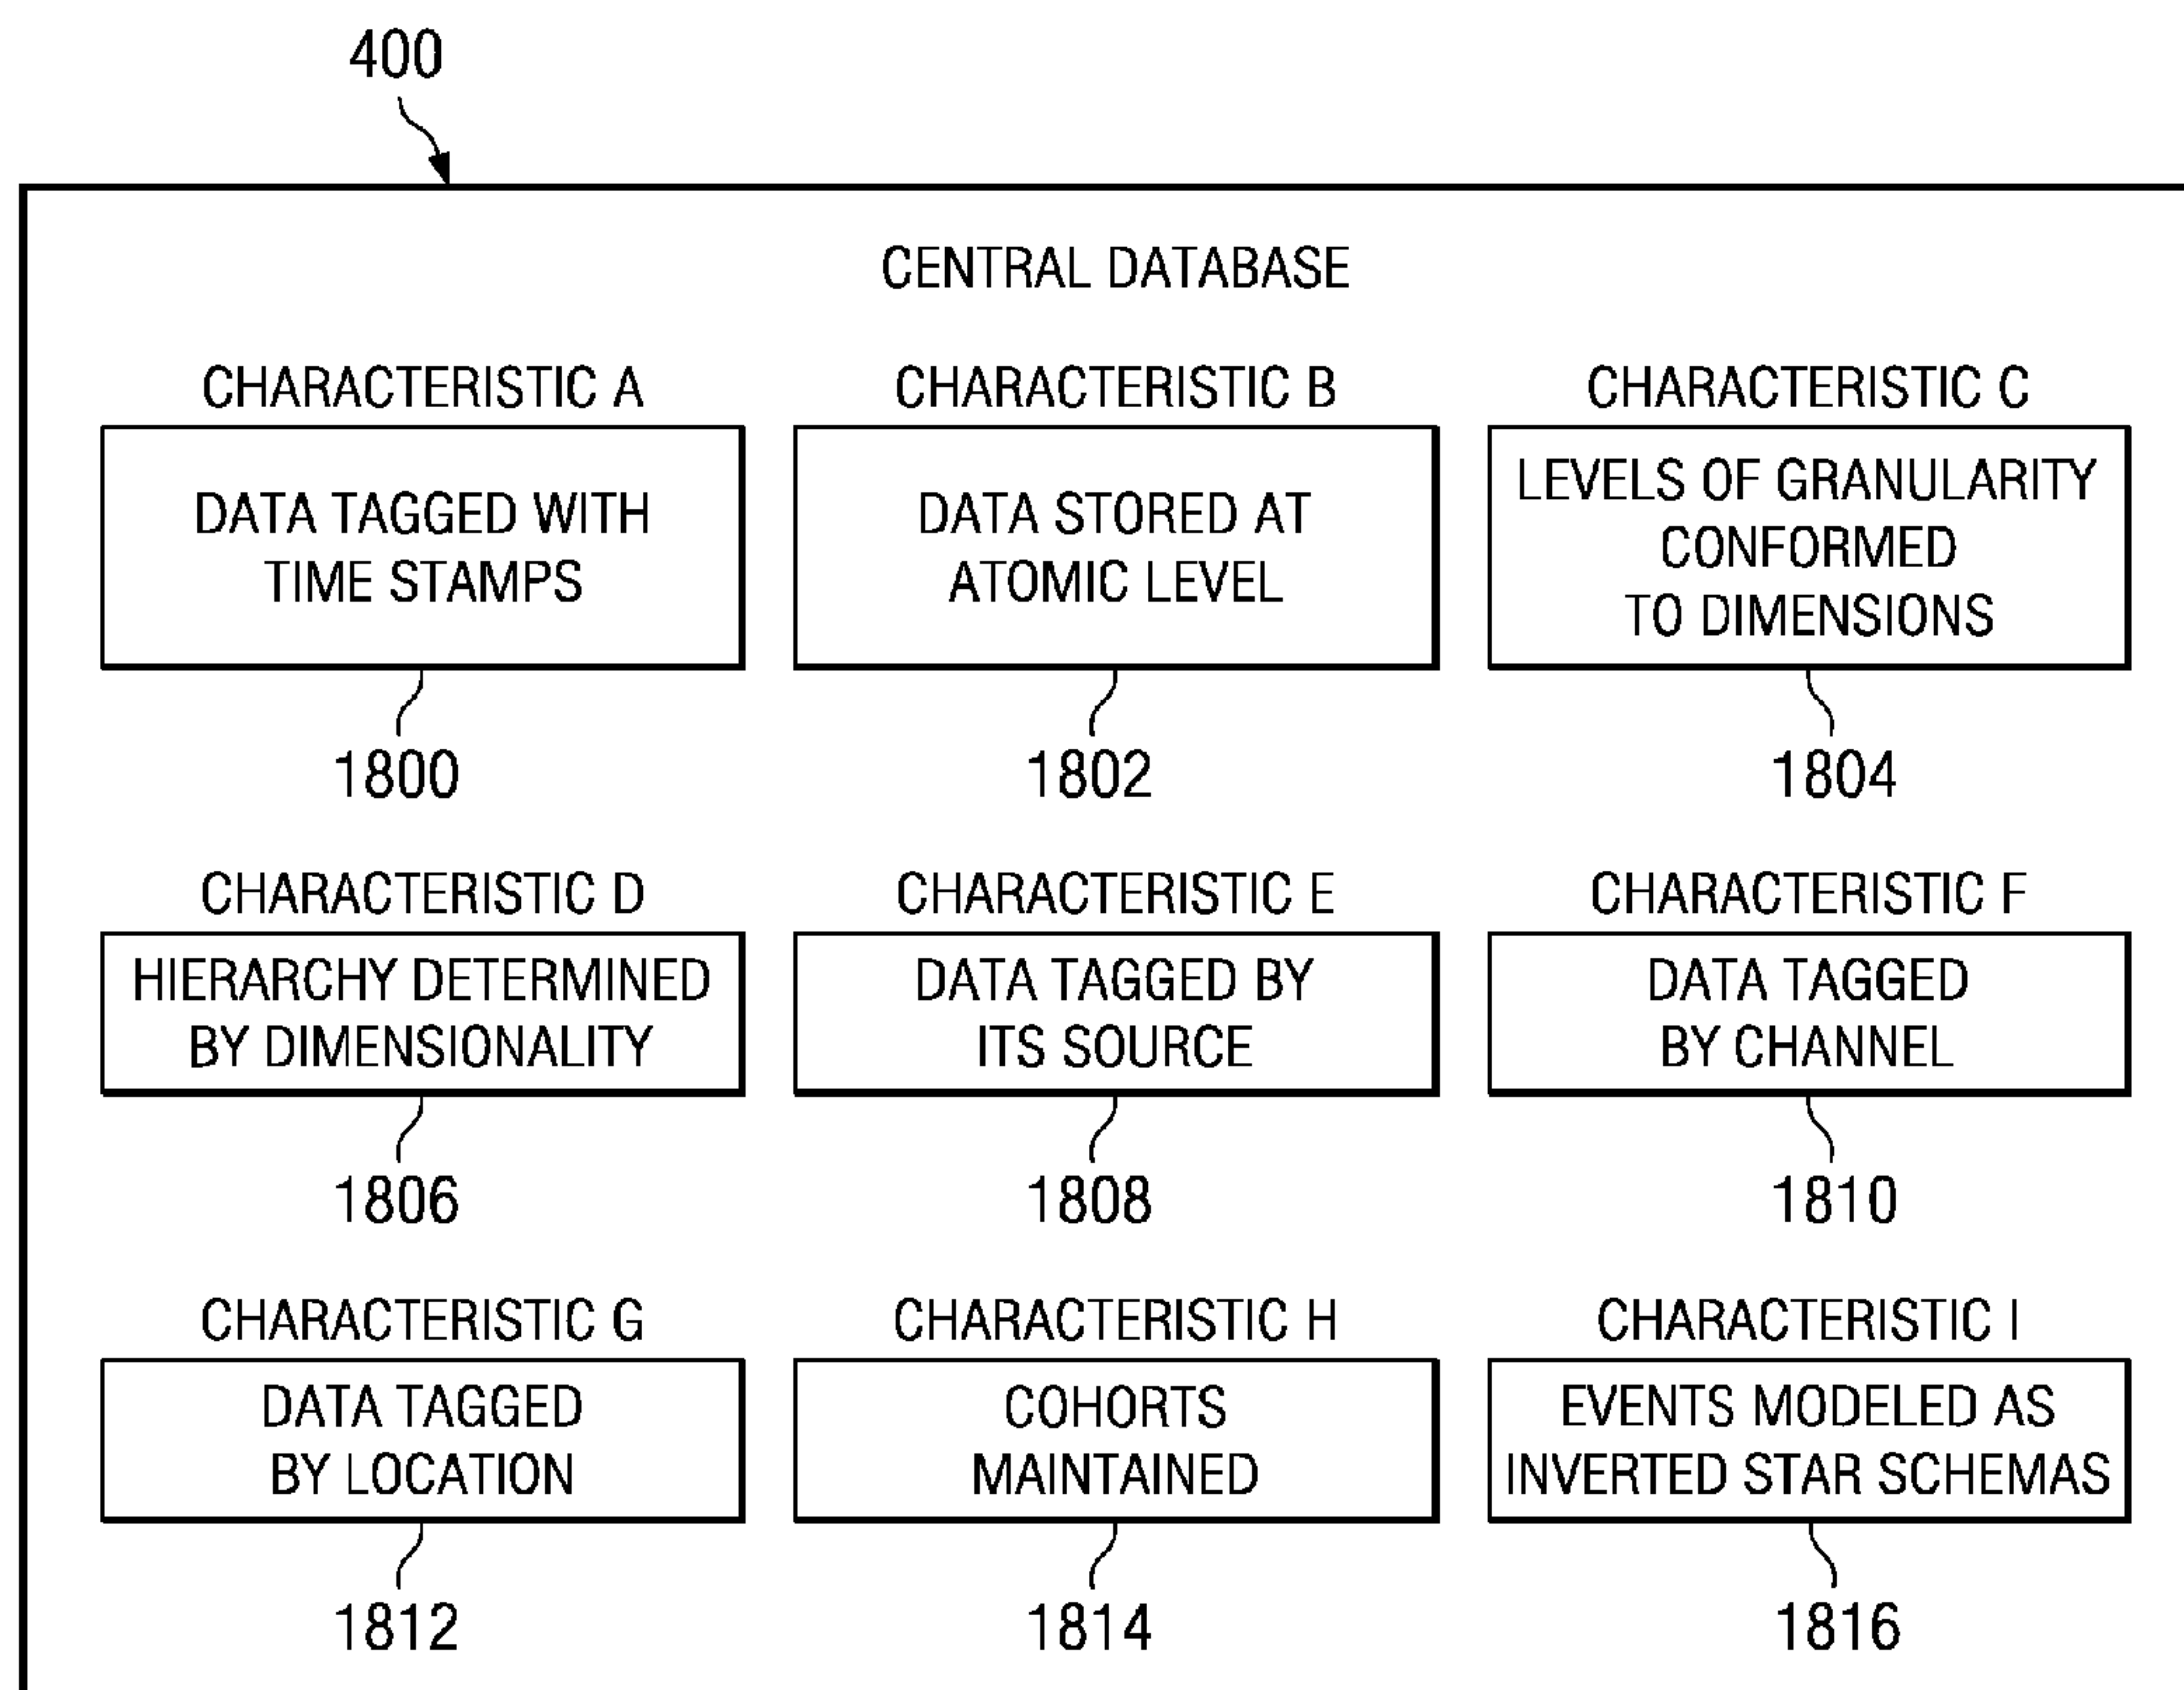 400
CENTRAL DATABASE
CHARACTERISTIC A
DATA TAGGED WITH
TIME STAMPS
1800
CHARACTERISTIC B
DATA STORED AT
ATOMIC LEVEL
1802
CHARACTERISTIC C
LEVELS OF GRANULARITY
CONFORMED
TO DIMENSIONS
1804
CHARACTERISTIC D
HIERARCHY DETERMINED
BY DIMENSIONALITY
1806
CHARACTERISTIC E
DATA TAGGED BY
ITS SOURCE
1808
CHARACTERISTIC F
DATA TAGGED
BY CHANNEL
1810
CHARACTERISTIC G
DATA TAGGED
BY LOCATION
1812
CHARACTERISTIC H
COHORTS
MAINTAINED
1814
CHARACTERISTIC I
EVENTS MODELED AS
INVERTED STAR SCHEMAS
1816